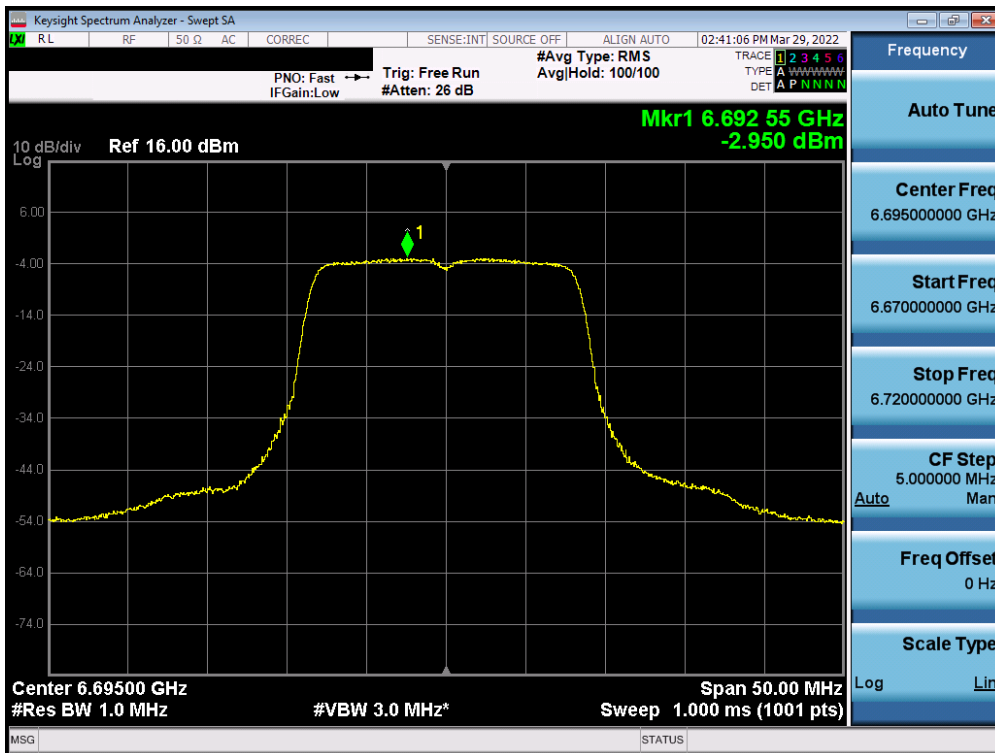 Keysight Spectrum Analyzer - Swept SA
LXI RL RF 50 Ω AC CORREC SENSE:INT SOURCE OFF ALIGN AUTO 02:41:06 PM Mar 29, 2022
PNO: Fast
IFGain:Low
Trig: Free Run
#Atten: 26 dB
#Avg Type: RMS
Avg|Hold: 100/100
TRACE 1 2 3 4 5 6
TYPE A WWWWW
DET A P N N N N
Mkr1 6.692 55 GHz
-2.950 dBm
10 dB/div Ref 16.00 dBm
Log
1
6.00
-4.00
-14.0
-24.0
-34.0
-44.0
-54.0
-64.0
-74.0
Center 6.69500 GHz Span 50.00 MHz
#Res BW 1.0 MHz #VBW 3.0 MHz* Sweep 1.000 ms (1001 pts)
MSG STATUS
Frequency
Auto Tune
Center Freq
6.695000000 GHz
Start Freq
6.670000000 GHz
Stop Freq
6.720000000 GHz
CF Step
5.000000 MHz
Auto Man
Freq Offset
0 Hz
Scale Type
Log Lin